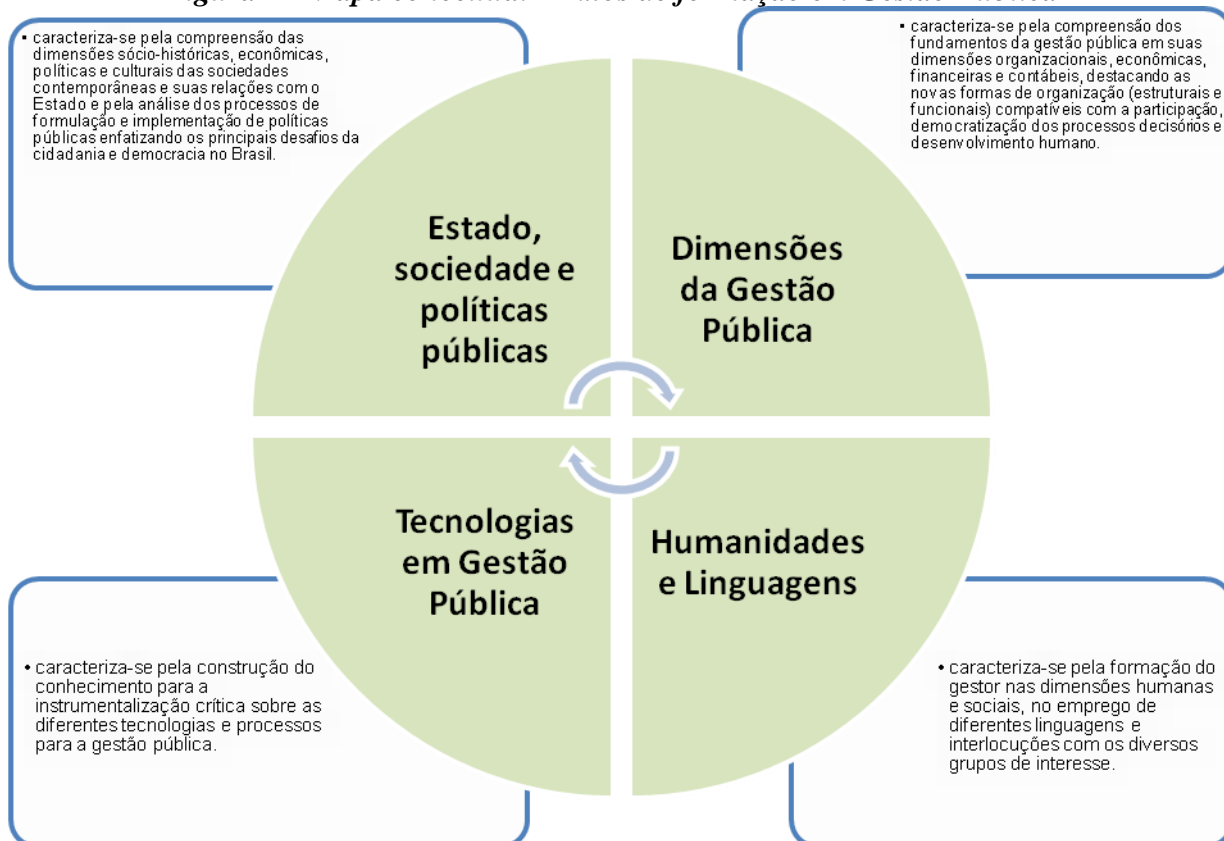 • caracteriza-se pela compreensão das
dimensões sócio-históricas, econômicas,
políticas e culturais das sociedades
contemporâneas e suas relações com o
Estado e pela análise dos processos de
formulação e implementação de políticas
públicas enfatizando os principais desafios da
cidadania e democracia no Brasil.
• caracteriza-se pela compreensão dos
fundamentos da gestão pública em suas
dimensões organizacionais, econômicas,
financeiras e contábeis, destacando as
novas formas de organização (estruturais e
funcionais) compatíveis com a participação,
democratização dos processos decisórios e
desenvolvimento humano.
Estado,
sociedade e
políticas
públicas
Dimensões
da Gestão
Pública
Tecnologias
em Gestão
Pública
Humanidades
e Linguagens
• caracteriza-se pela construção do
conhecimento para a
instrumentalização crítica sobre as
diferentes tecnologias e processos
para a gestão pública.
• caracteriza-se pela formação do
gestor nas dimensões humanas
e sociais, no emprego de
diferentes linguagens e
interlocuções com os diversos
grupos de interesse.